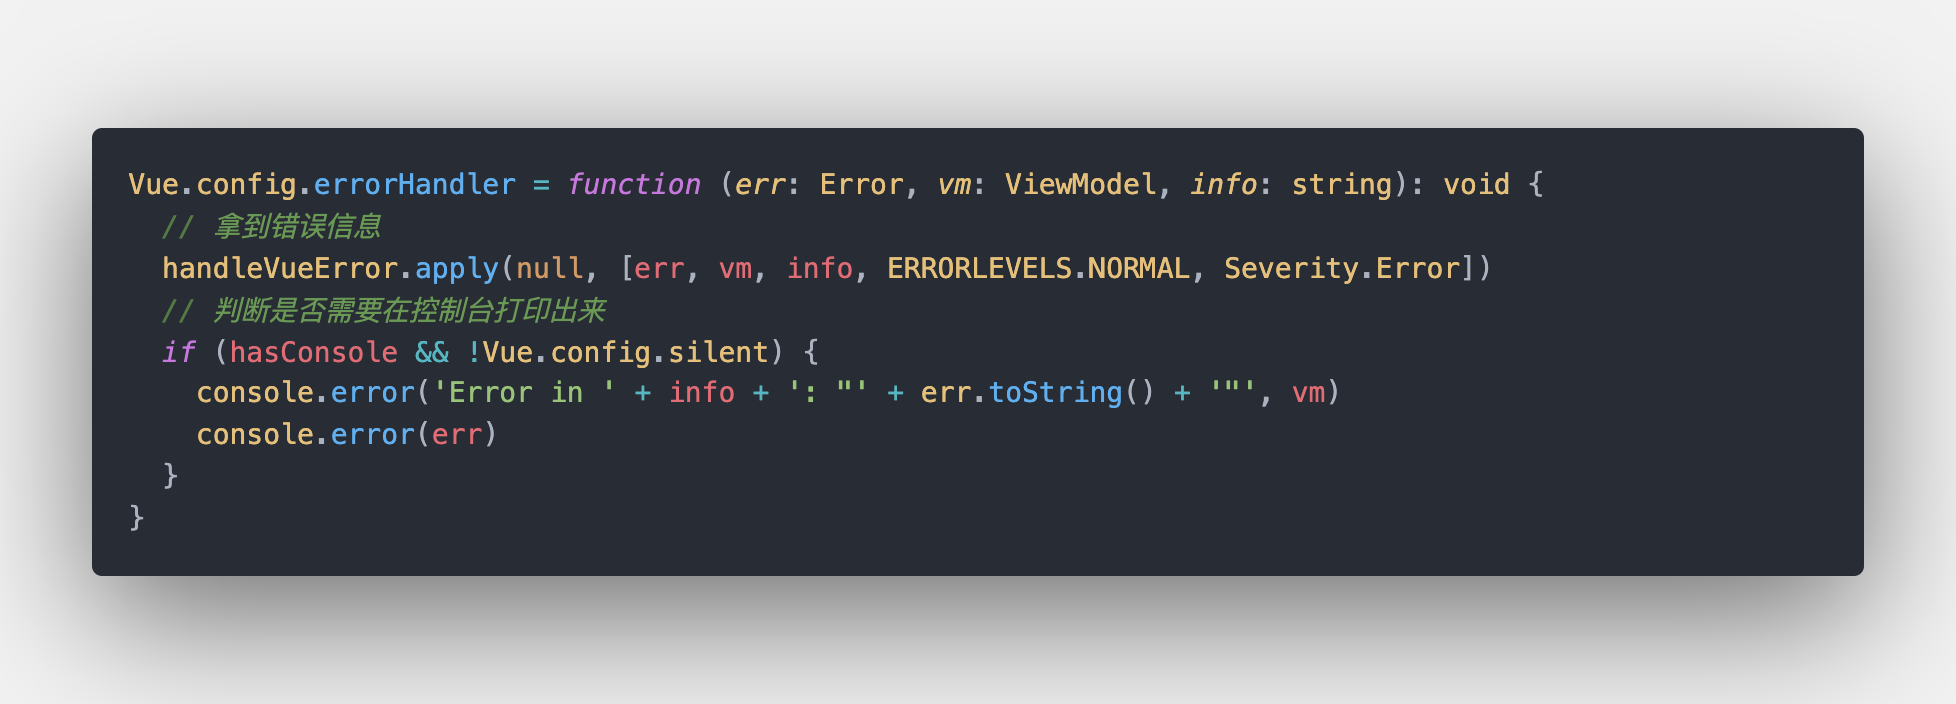 Vue.config.errorHandler = function (err: Error, vm: ViewModel, info: string): void {
  // 拿到错误信息
  handleVueError.apply(null, [err, vm, info, ERRORLEVELS.NORMAL, Severity.Error])
  // 判断是否需要在控制台打印出来
  if (hasConsole && !Vue.config.silent) {
    console.error('Error in ' + info + ': "' + err.toString() + '"', vm)
    console.error(err)
  }
}